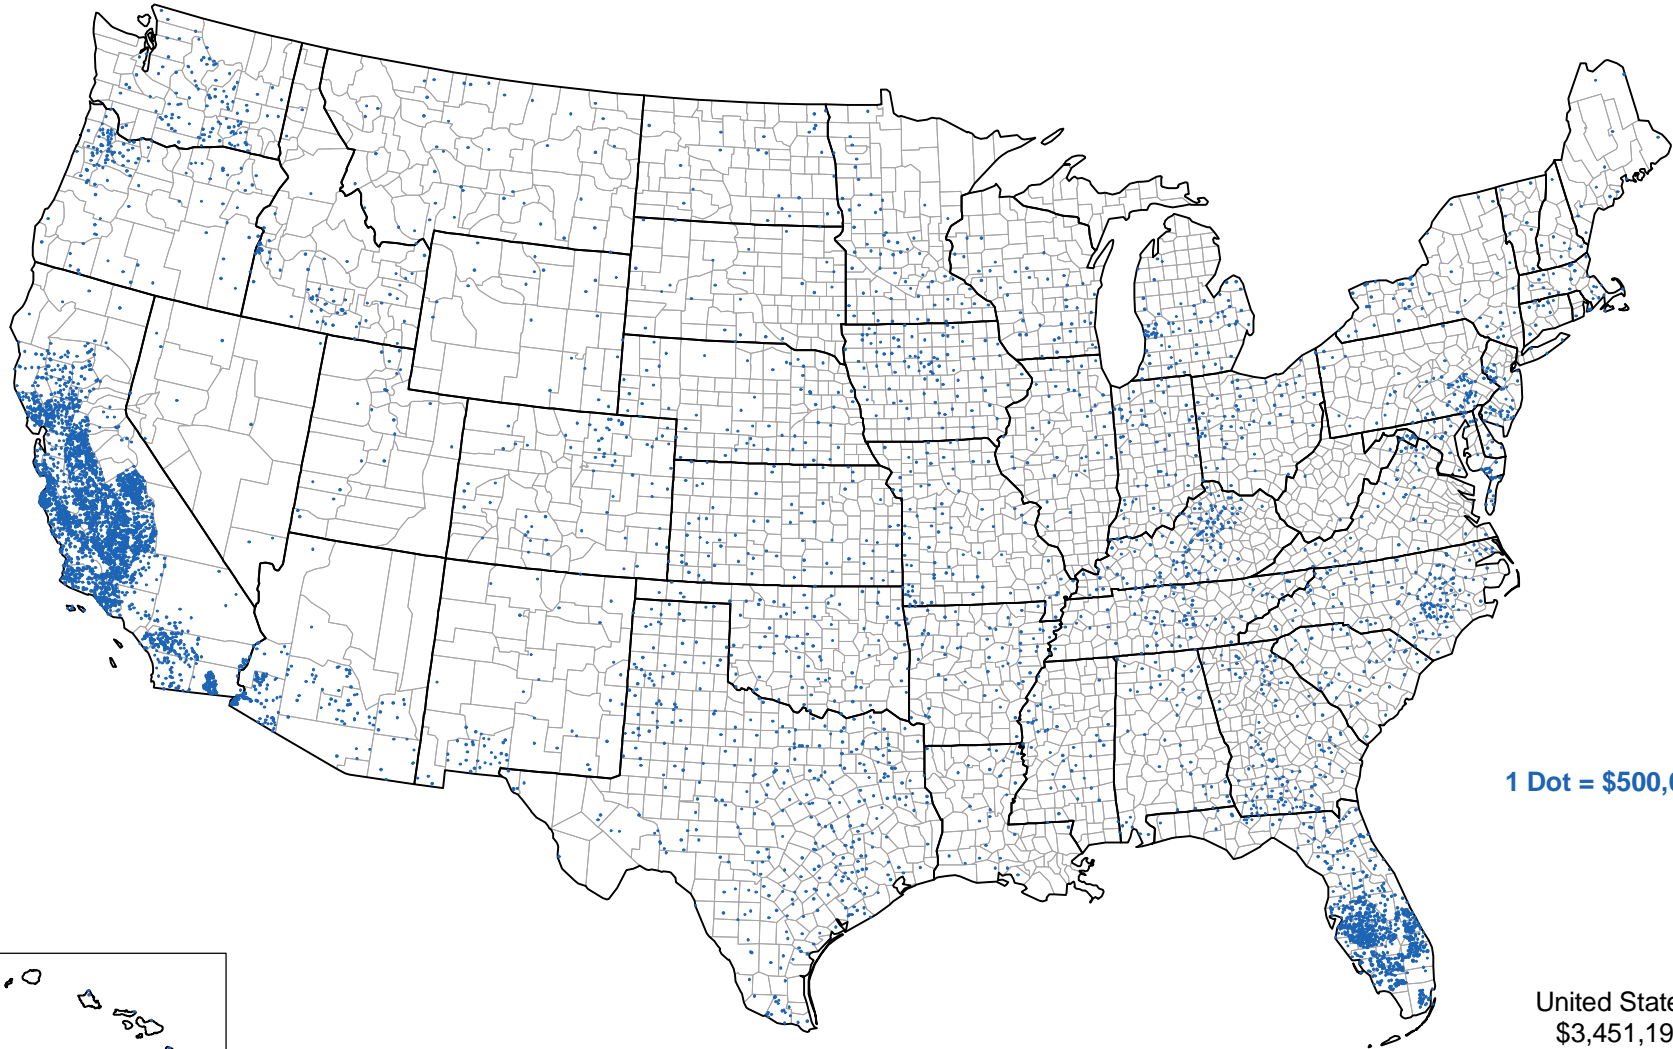 1 Dot = $500,
United State
$3,451,19